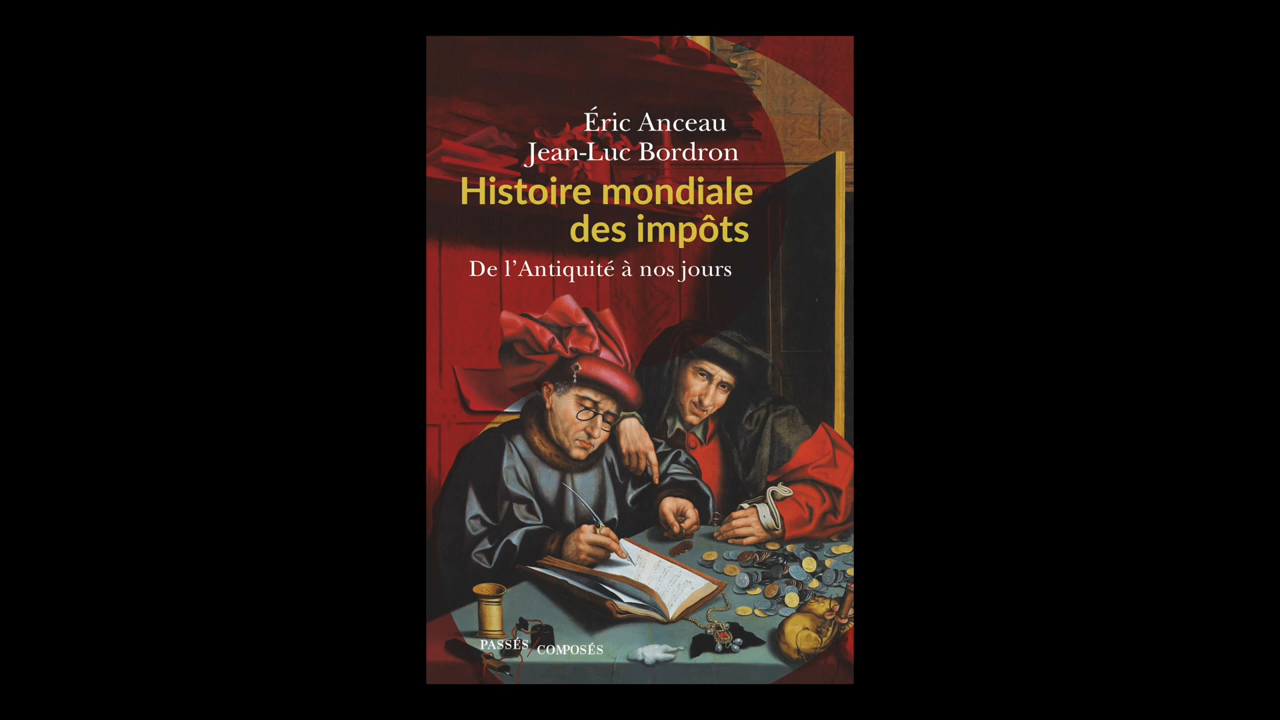 Éric Anceau
Jean-Luc Bordron
Histoire mondiale
des impôts
De l’Antiquité à nos jours
PASSÉS COMPOSÉS